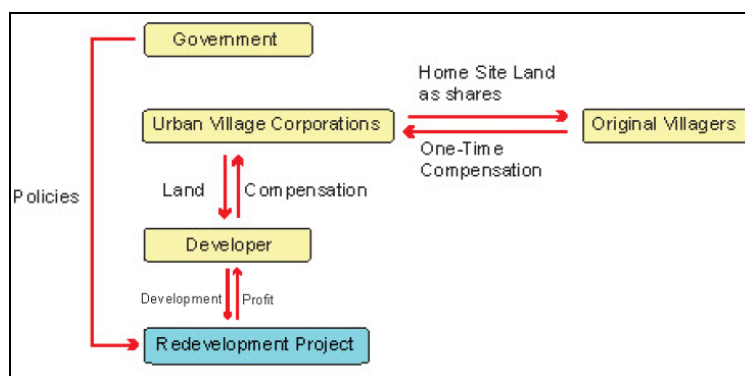 Government
Home Site Land
as shares
Urban Village Corporations
Original Villagers
One-Time
Compensation
Policies
Land
Compensation
Developer
Development
Profit
Redevelopment Project